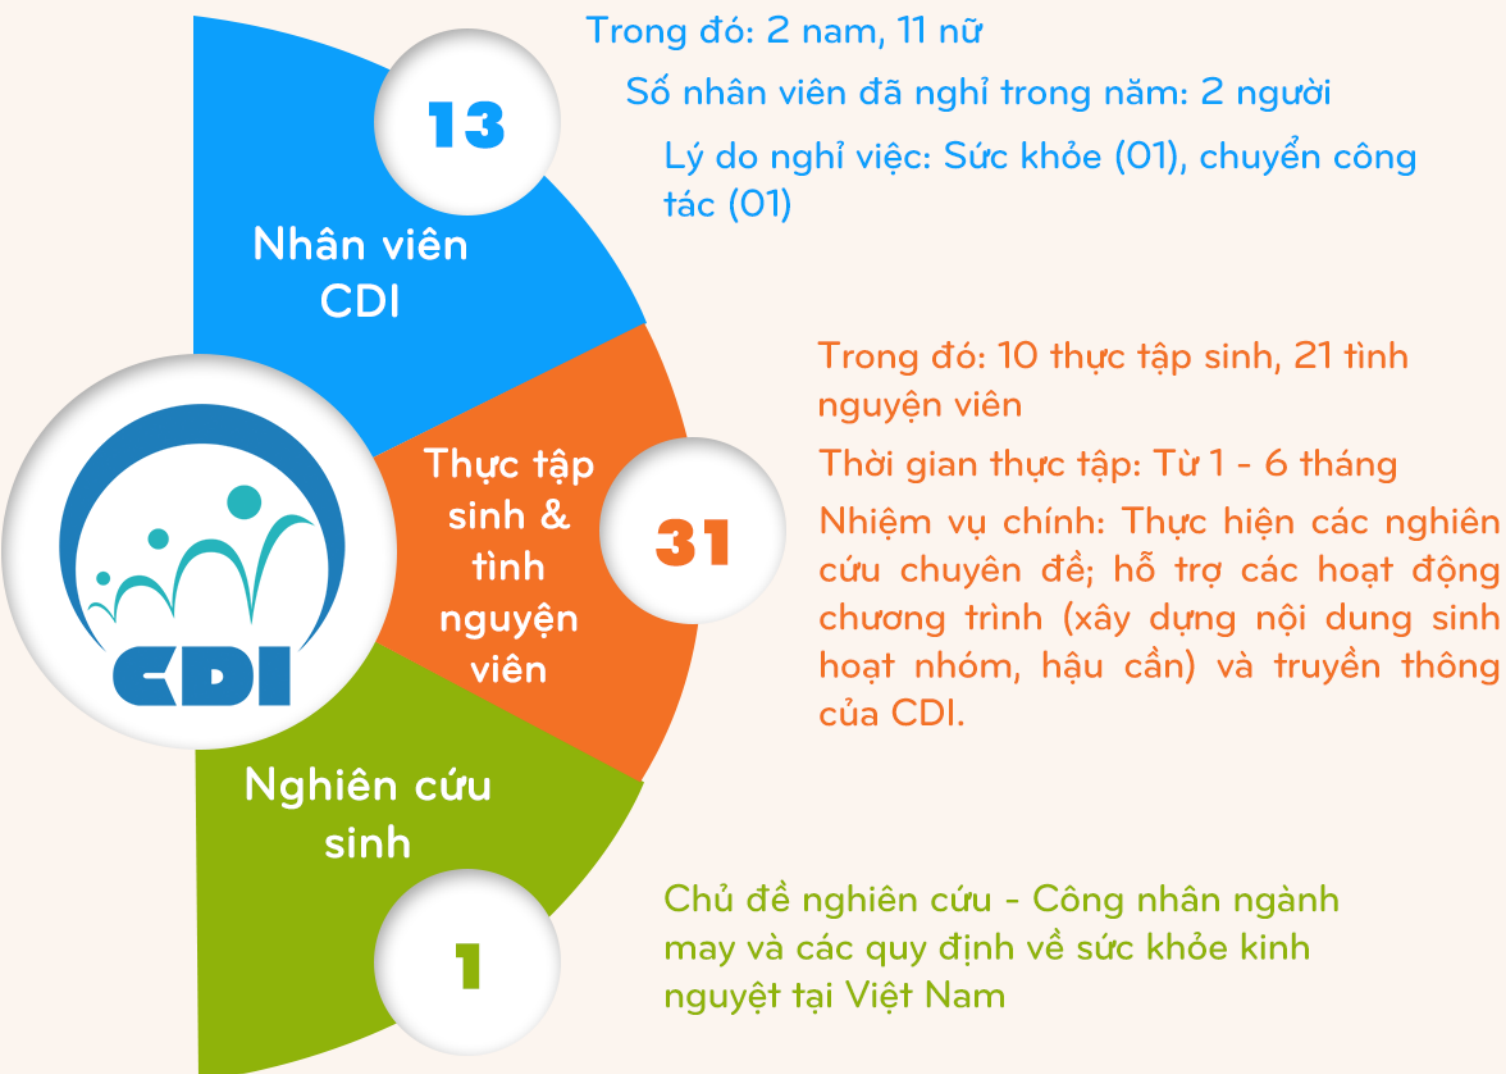 13
Nhân viên
CDI
Trong đó: 2 nam, 11 nữ
Số nhân viên đã nghỉ trong năm: 2 người
Lý do nghỉ việc: Sức khỏe (01), chuyển công
tác (01)
CDI
Thực tập
sinh &
tình
nguyện
viên
31
Trong đó: 10 thực tập sinh, 21 tình
nguyện viên
Thời gian thực tập: Từ 1 - 6 tháng
Nhiệm vụ chính: Thực hiện các nghiên
cứu chuyên đề; hỗ trợ các hoạt động
chương trình (xây dựng nội dung sinh
hoạt nhóm, hậu cần) và truyền thông
của CDI.
Nghiên cứu
sinh
1
Chủ đề nghiên cứu - Công nhân ngành
may và các quy định về sức khỏe kinh
nguyệt tại Việt Nam